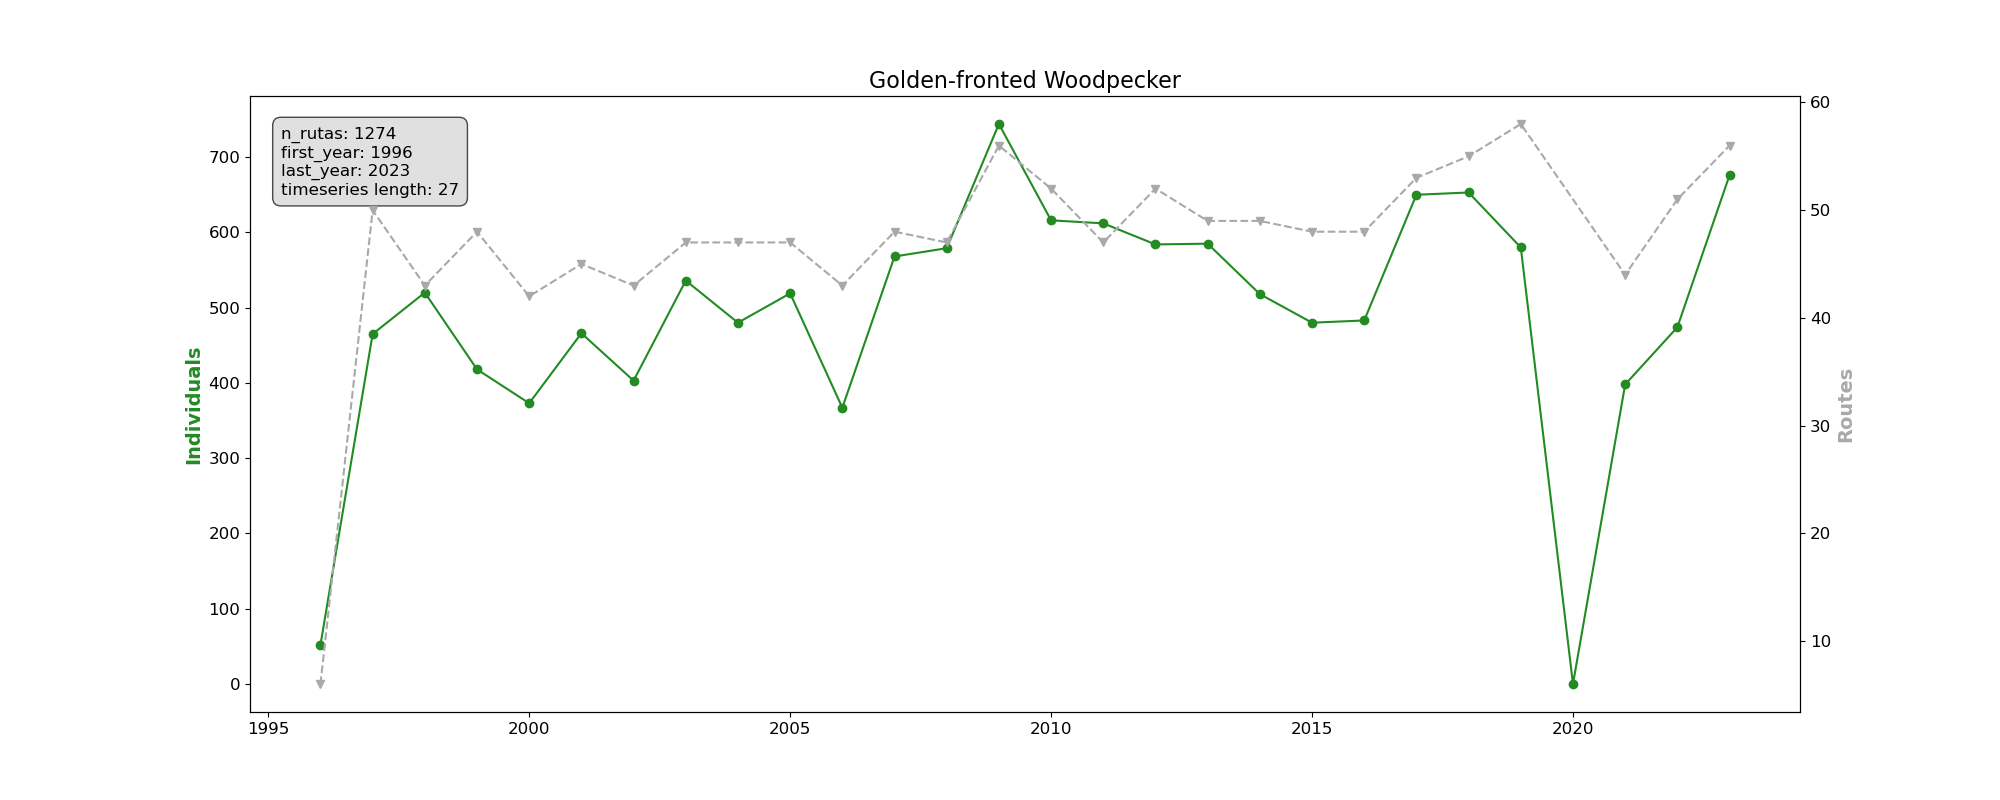 Golden-fronted Woodpecker
n_rutas: 1274
first_year: 1996
last_year: 2023
timeseries length: 27
Individuals
700
600
500
400
300
200
100
0
60
50
40
30
20
10
Routes
1995 2000 2005 2010 2015 2020